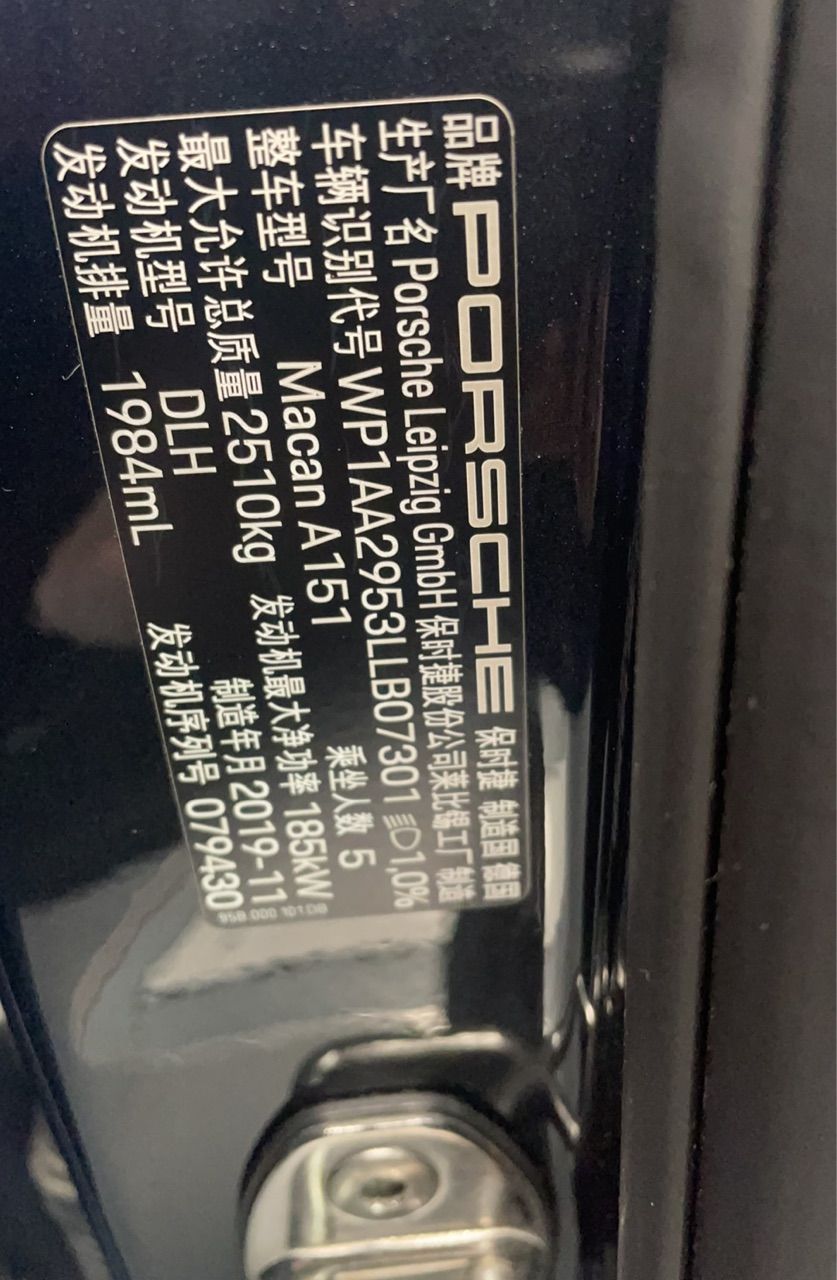 品牌 PORSCHE 保时捷 制造国 德国
生产厂名 Porsche Leipzig GmbH 保时捷股份公司莱比锡工厂制造
车辆识别代号 WP1AA2953LLB07301 1,0%
整车型号 Macan A151 乘坐人数 5
最大允许总质量 2510kg 发动机最大净功率 185kW
发动机型号 DLH 制造年月 2019-11
发动机排量 1984mL 发动机序列号 079430
95B.000.101.DB